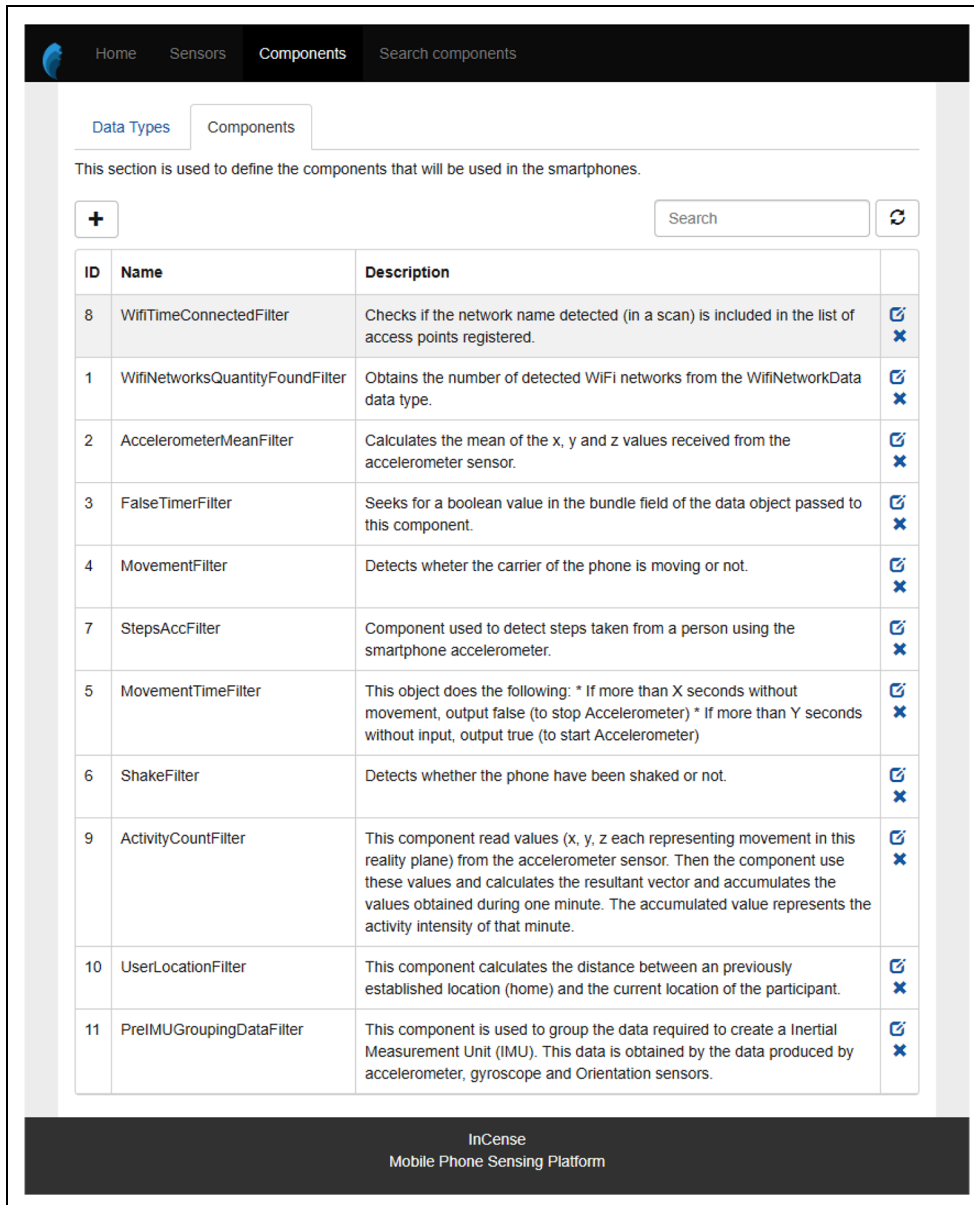 Home Sensors Components Search components
Data Types Components
This section is used to define the components that will be used in the smartphones.
+ Search
ID Name Description
8 WifiTimeConnectedFilter Checks if the network name detected (in a scan) is included in the list of
access points registered.
1 WifiNetworksQuantityFoundFilter Obtains the number of detected WiFi networks from the WifiNetworkData
data type.
2 AccelerometerMeanFilter Calculates the mean of the x, y and z values received from the
accelerometer sensor.
3 FalseTimerFilter Seeks for a boolean value in the bundle field of the data object passed to
this component.
4 MovementFilter Detects wheter the carrier of the phone is moving or not.
7 StepsAccFilter Component used to detect steps taken from a person using the
smartphone accelerometer.
5 MovementTimeFilter This object does the following: * If more than X seconds without
movement, output false (to stop Accelerometer) * If more than Y seconds
without input, output true (to start Accelerometer)
6 ShakeFilter Detects whether the phone have been shaked or not.
9 ActivityCountFilter This component read values (x, y, z each representing movement in this
reality plane) from the accelerometer sensor. Then the component use
these values and calculates the resultant vector and accumulates the
values obtained during one minute. The accumulated value represents the
activity intensity of that minute.
10 UserLocationFilter This component calculates the distance between an previously
established location (home) and the current location of the participant.
11 PreIMUGroupingDataFilter This component is used to group the data required to create a Inertial
Measurement Unit (IMU). This data is obtained by the data produced by
accelerometer, gyroscope and Orientation sensors.
InCense
Mobile Phone Sensing Platform